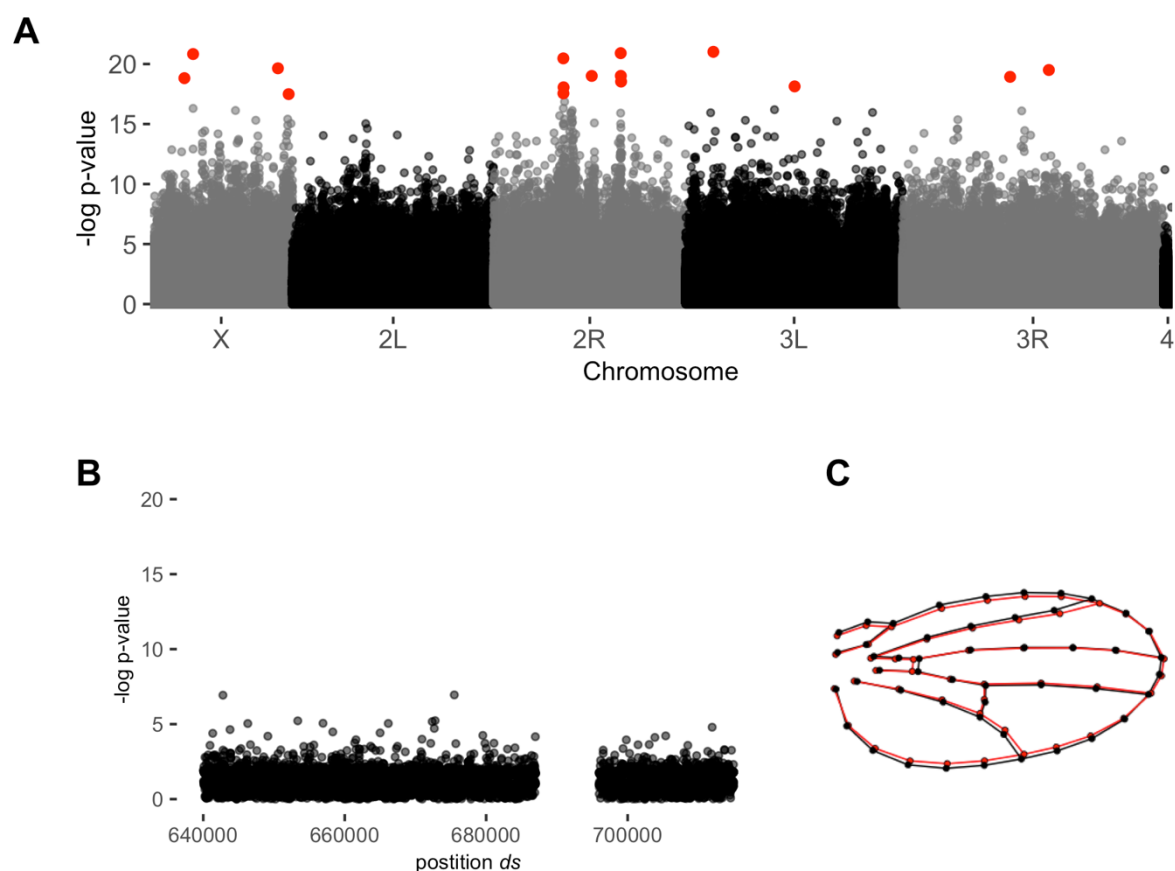 A
-log p-value
20
15
10
5
0
X 2L 2R 3L 3R 4
Chromosome
B
-log p-value
20
15
10
5
0
640000 660000 680000 700000
postition ds
C